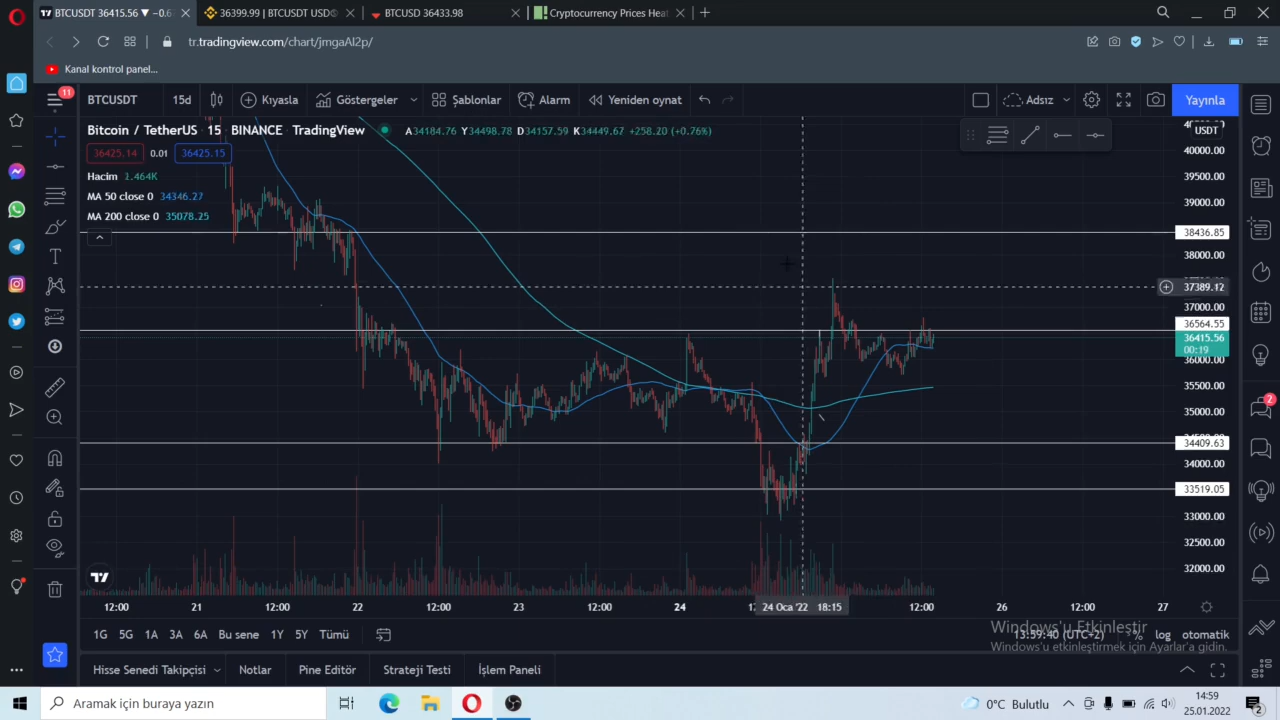 BTCUSDT 36415.56 ▼ −0.6
36399.99 | BTCUSDT USD
BTCUSD 36433.98
Cryptocurrency Prices Heat
tr.tradingview.com/chart/jmgaAI2p/
Kanal kontrol panel...
11
BTCUSDT
15d
Kıyasla
Göstergeler
Şablonlar
Alarm
Yeniden oynat
Adsız
Yayınla
Bitcoin / TetherUS · 15 · BINANCE · TradingView
A34184.76 Y34498.78 D34157.59 K34449.67 +258.20 (+0.76%)
USDT
36425.14
0.01
36425.15
Hacim 1.464K
MA 50 close 0 34346.27
MA 200 close 0 35078.25
40000.00
39500.00
39000.00
38436.85
38000.00
37389.12
37000.00
36564.55
36415.56
00:19
36000.00
35500.00
35000.00
34409.63
34000.00
33519.05
33000.00
32500.00
32000.00
2
12:00
21
12:00
22
12:00
23
12:00
24
24 Oca '22 18:15
12:00
26
12:00
27
1G
5G
1A
3A
6A
Bu sene
1Y
5Y
Tümü
13:59:40 (UTC+2)
%
log
otomatik
Windows'u Etkinleştir
Windows'u etkinleştirmek için Ayarlar'a gidin.
Hisse Senedi Takipçisi
Notlar
Pine Editör
Strateji Testi
İşlem Paneli
Aramak için buraya yazın
0°C Bulutlu
14:59
25.01.2022
2